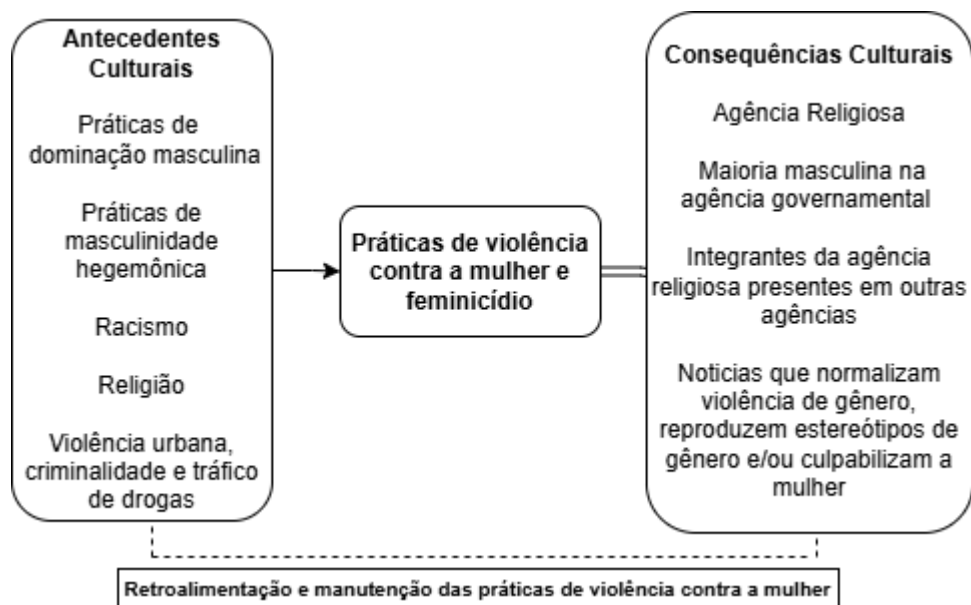 Antecedentes
Culturais
Práticas de
dominação masculina
Práticas de
masculinidade
hegemônica
Racismo
Religião
Violência urbana,
criminalidade e tráfico
de drogas
Práticas de violência
contra a mulher e
feminicídio
Consequências Culturais
Agência Religiosa
Maioria masculina na
agência governamental
Integrantes da agência
religiosa presentes em outras
agências
Noticias que normalizam
violência de gênero,
reproduzem estereótipos de
gênero e/ou culpabilizam a
mulher
Retroalimentação e manutenção das práticas de violência contra a mulher